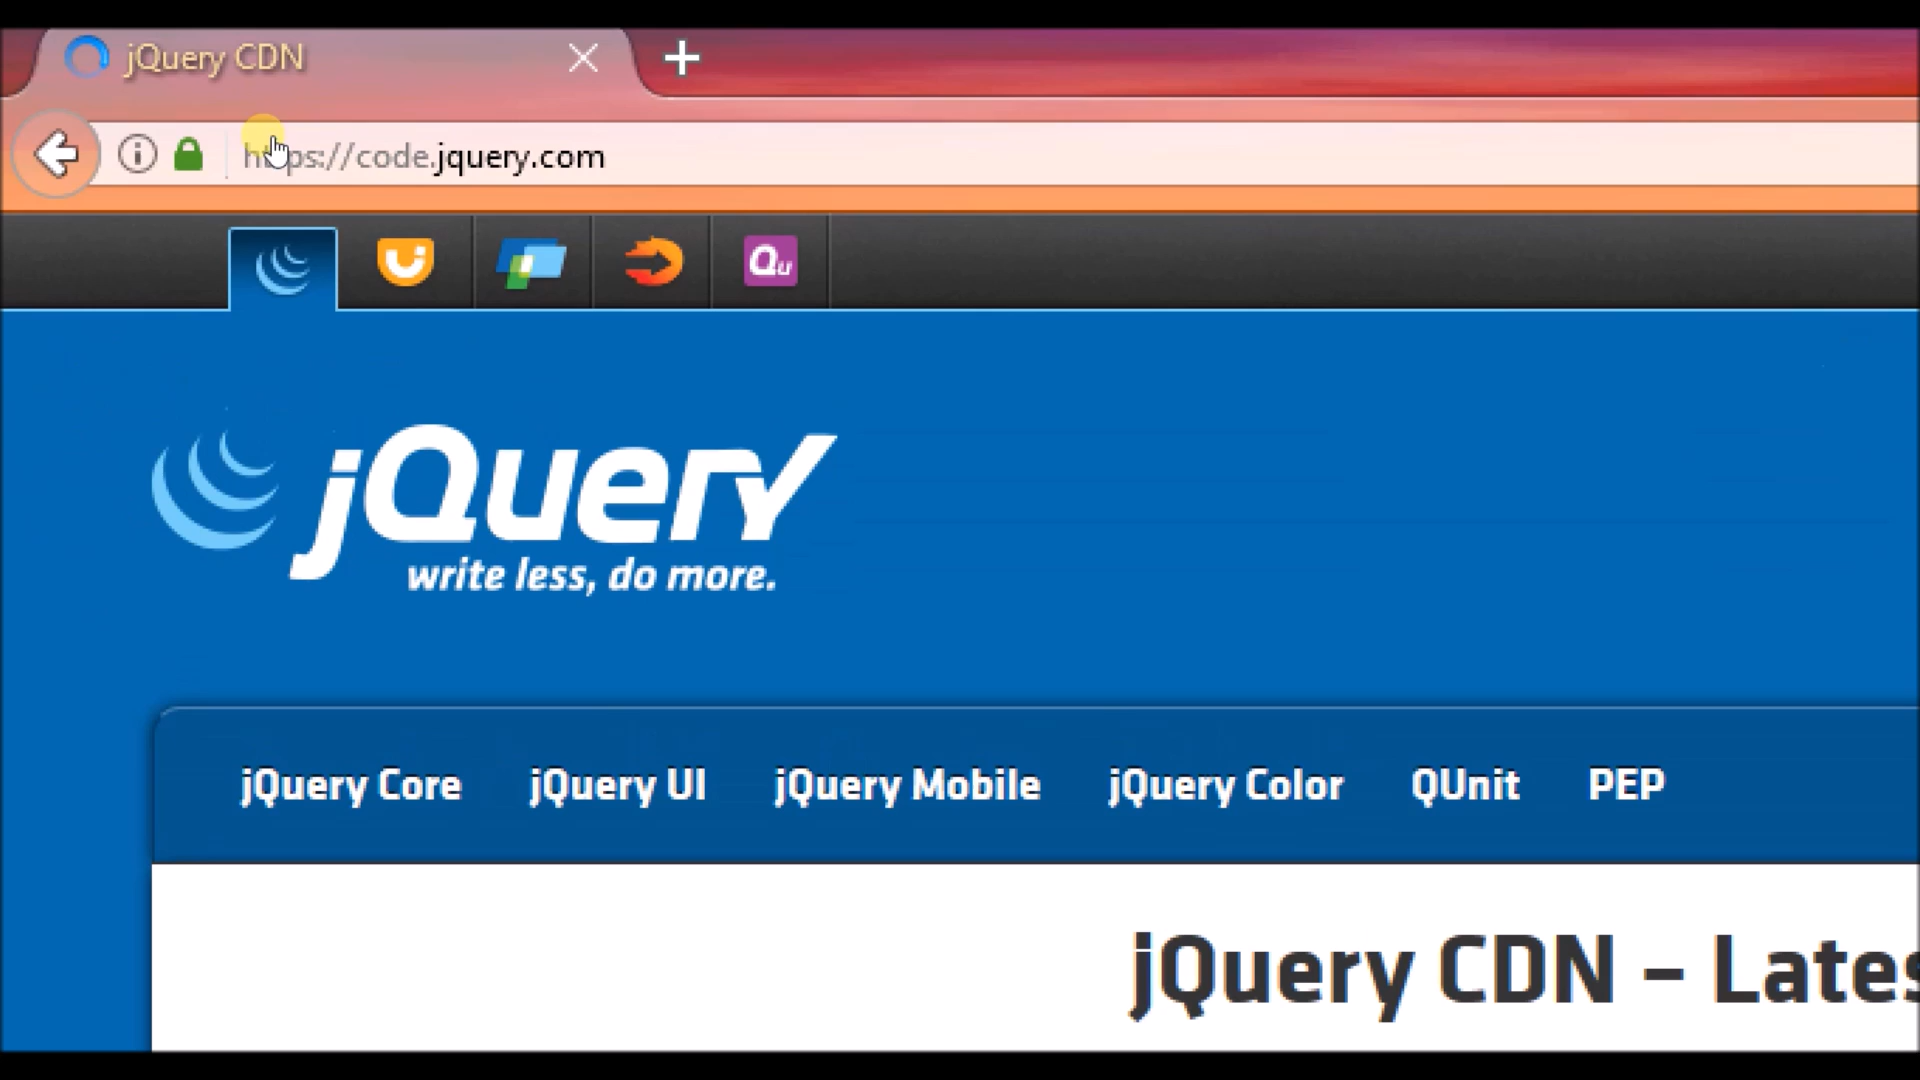 jQuery CDN
https://code.jquery.com
Qu
jQuery
write less, do more.
jQuery Core jQuery UI jQuery Mobile jQuery Color QUnit PEP
jQuery CDN – Lates